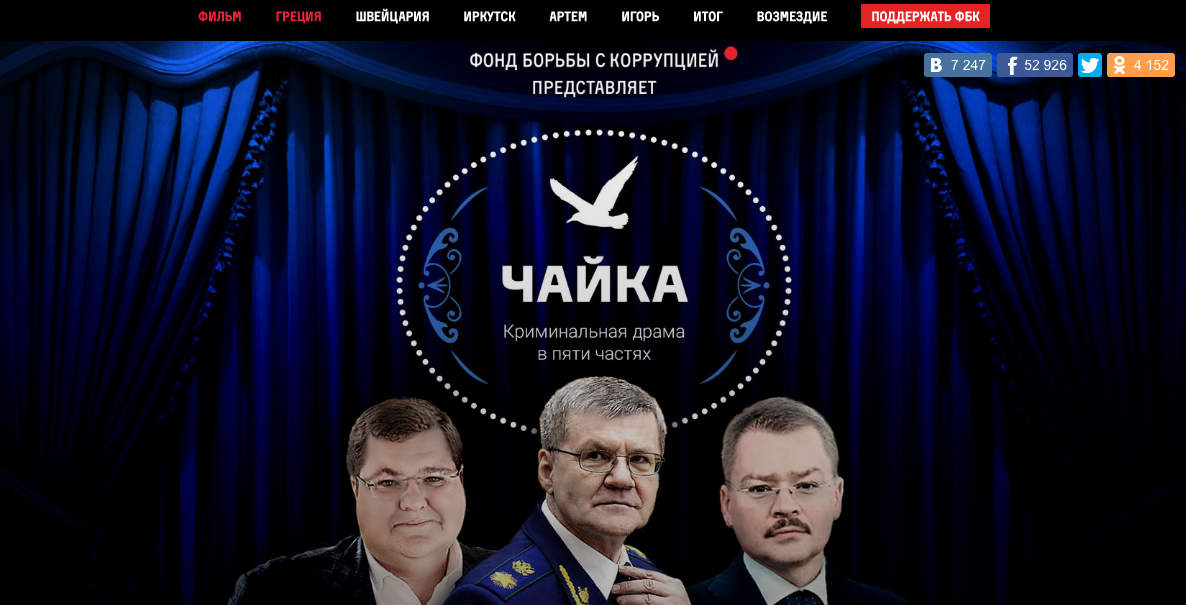 ФИЛЬМ ГРЕЦИЯ ШВЕЙЦАРИЯ ИРКУТСК АРТЕМ ИГОРЬ ИТОГ ВОЗМЕЗДИЕ ПОДДЕРЖАТЬ ФБК
ФОНД БОРЬБЫ С КОРРУПЦИЕЙ
ПРЕДСТАВЛЯЕТ
7 247 52 926 4 152
ЧАЙКА
Криминальная драма
в пяти частях